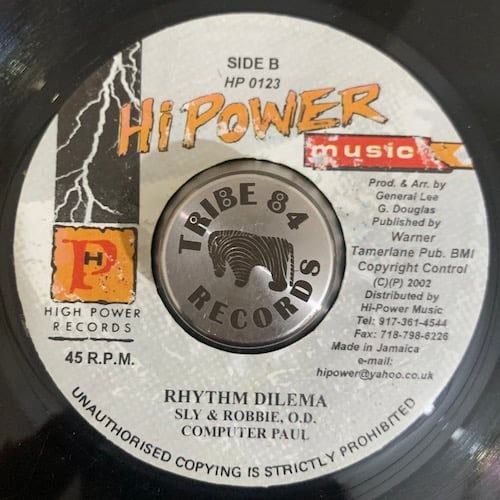 SIDE B
HP 0123
Hi POWER
music
Prod. & Arr. by
General Lee
G. Douglas
Published by
Warner
Tamerlane Pub. BMI
Copyright Control
(C)(P) 2002
Distributed by
Hi-Power Music
Tel: 917-361-4544
Fax: 718-798-6226
Made in Jamaica
e-mail:
hipower@yahoo.co.uk
TRIBE 84
RECORDS
HP
HIGH POWER
RECORDS
45 R.P.M.
RHYTHM DILEMA
SLY & ROBBIE, O.D.
COMPUTER PAUL
UNAUTHORISED COPYING IS STRICTLY PROHIBITED